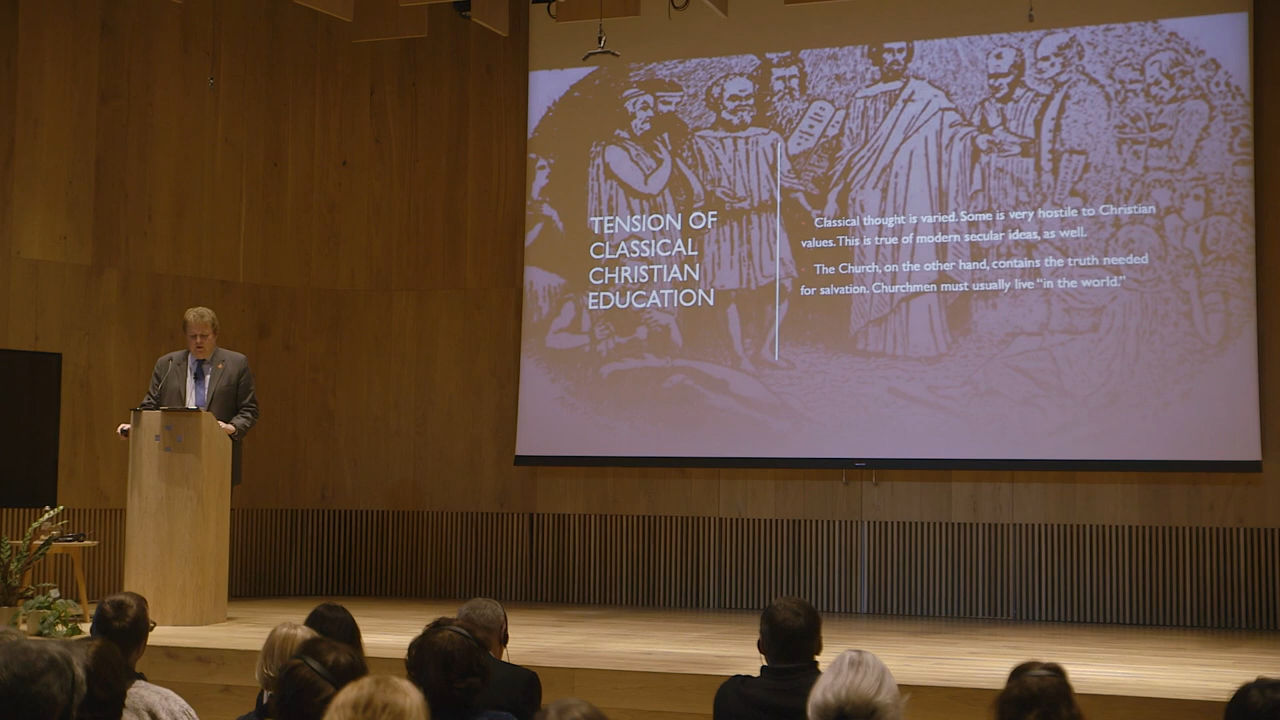 TENSION OF
CLASSICAL
CHRISTIAN
EDUCATION
Classical thought is varied. Some is very hostile to Christian
values. This is true of modern secular ideas, as well.
The Church, on the other hand, contains the truth needed
for salvation. Churchmen must usually live “in the world.”